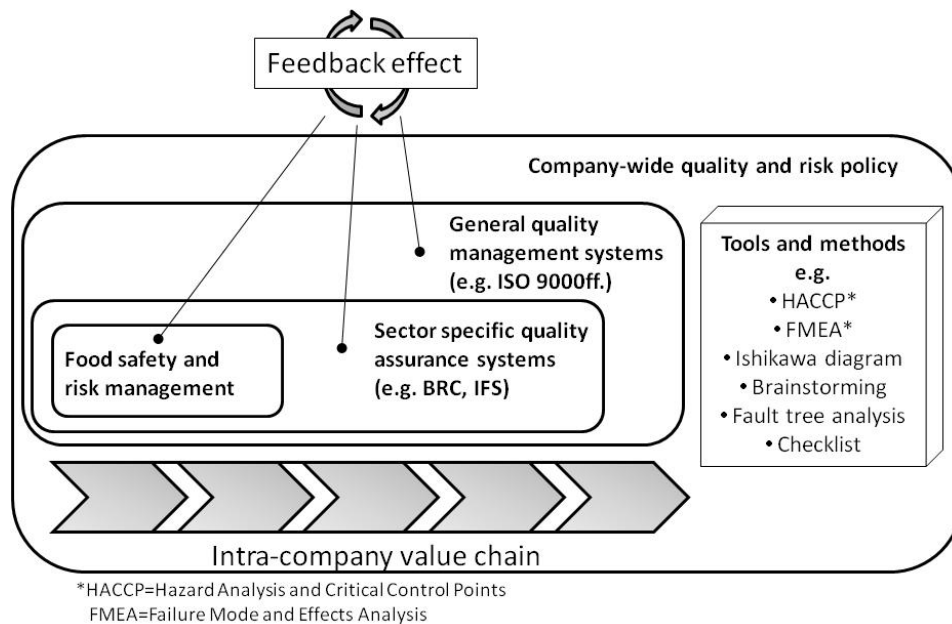 Feedback effect
Company-wide quality and risk policy
General quality
management systems
(e.g. ISO 9000ff.)
Sector specific quality
assurance systems
(e.g. BRC, IFS)
Food safety and
risk management
Tools and methods
e.g.
• HACCP*
• FMEA*
• Ishikawa diagram
• Brainstorming
• Fault tree analysis
• Checklist
Intra-company value chain
*HACCP=Hazard Analysis and Critical Control Points
FMEA=Failure Mode and Effects Analysis